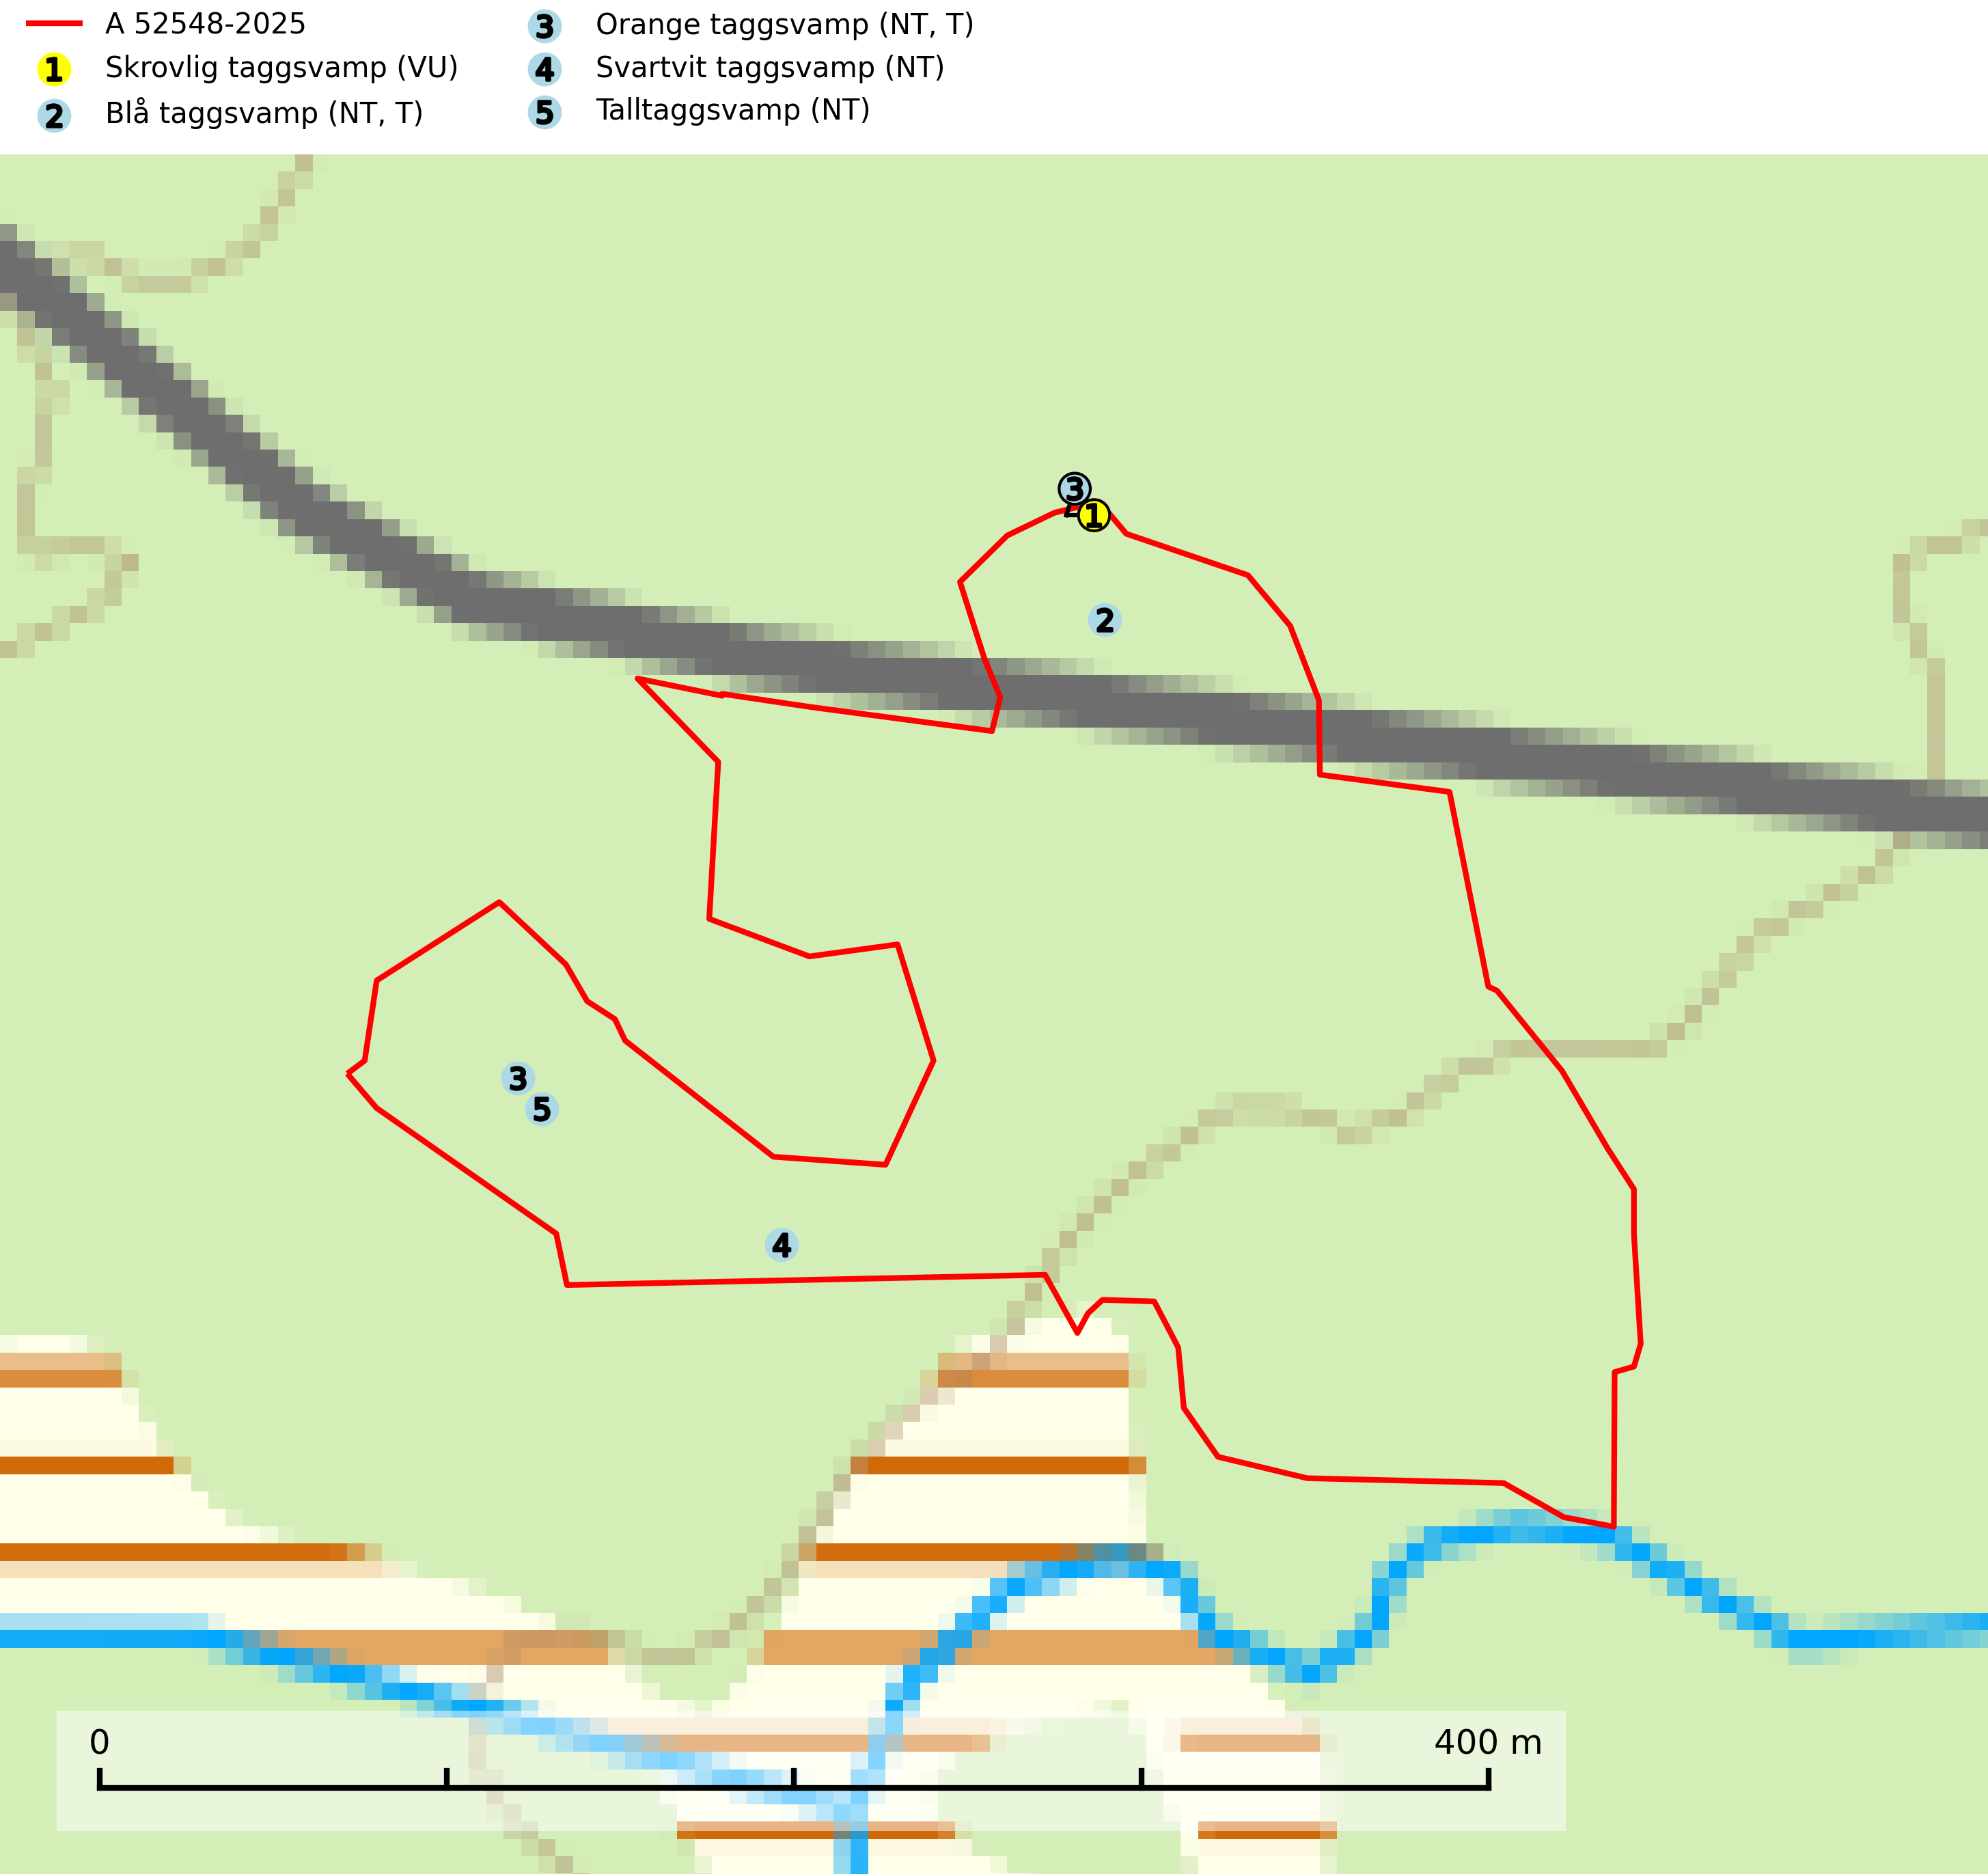 A 52548-2025
1 Skrovlig taggsvamp (VU)
2 Blå taggsvamp (NT, T)
3 Orange taggsvamp (NT, T)
4 Svartvit taggsvamp (NT)
5 Talltaggsvamp (NT)
3
1
2
3
5
4
0 400 m